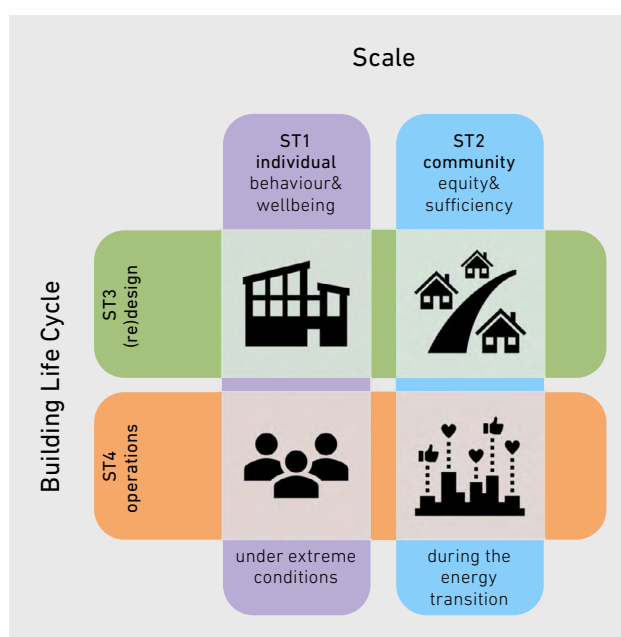 Scale
ST1
individual
behaviour&
wellbeing
ST2
community
equity&
sufficiency
Building Life Cycle
ST3
(re)design
ST4
operations
under extreme
conditions
during the
energy
transition